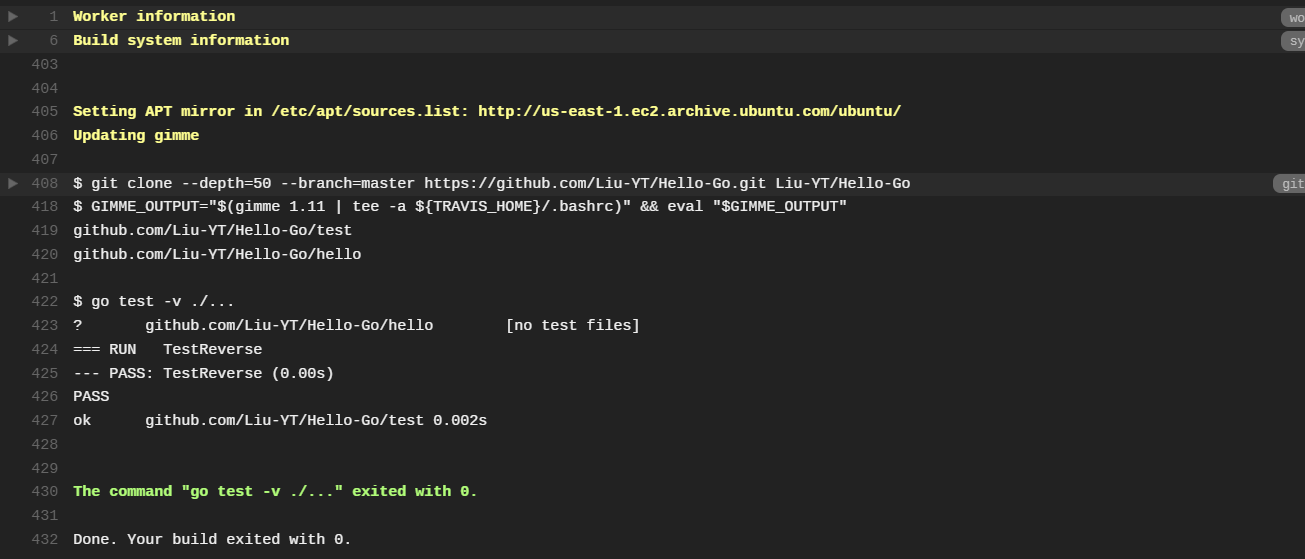 1 Worker information wo
6 Build system information sy
403
404
405 Setting APT mirror in /etc/apt/sources.list: http://us-east-1.ec2.archive.ubuntu.com/ubuntu/
406 Updating gimme
407
408 $ git clone --depth=50 --branch=master https://github.com/Liu-YT/Hello-Go.git Liu-YT/Hello-Go git
418 $ GIMME_OUTPUT="$(gimme 1.11 | tee -a ${TRAVIS_HOME}/.bashrc)" && eval "$GIMME_OUTPUT"
419 github.com/Liu-YT/Hello-Go/test
420 github.com/Liu-YT/Hello-Go/hello
421
422 $ go test -v ./...
423 ?       github.com/Liu-YT/Hello-Go/hello        [no test files]
424 === RUN   TestReverse
425 --- PASS: TestReverse (0.00s)
426 PASS
427 ok      github.com/Liu-YT/Hello-Go/test 0.002s
428
429
430 The command "go test -v ./..." exited with 0.
431
432 Done. Your build exited with 0.